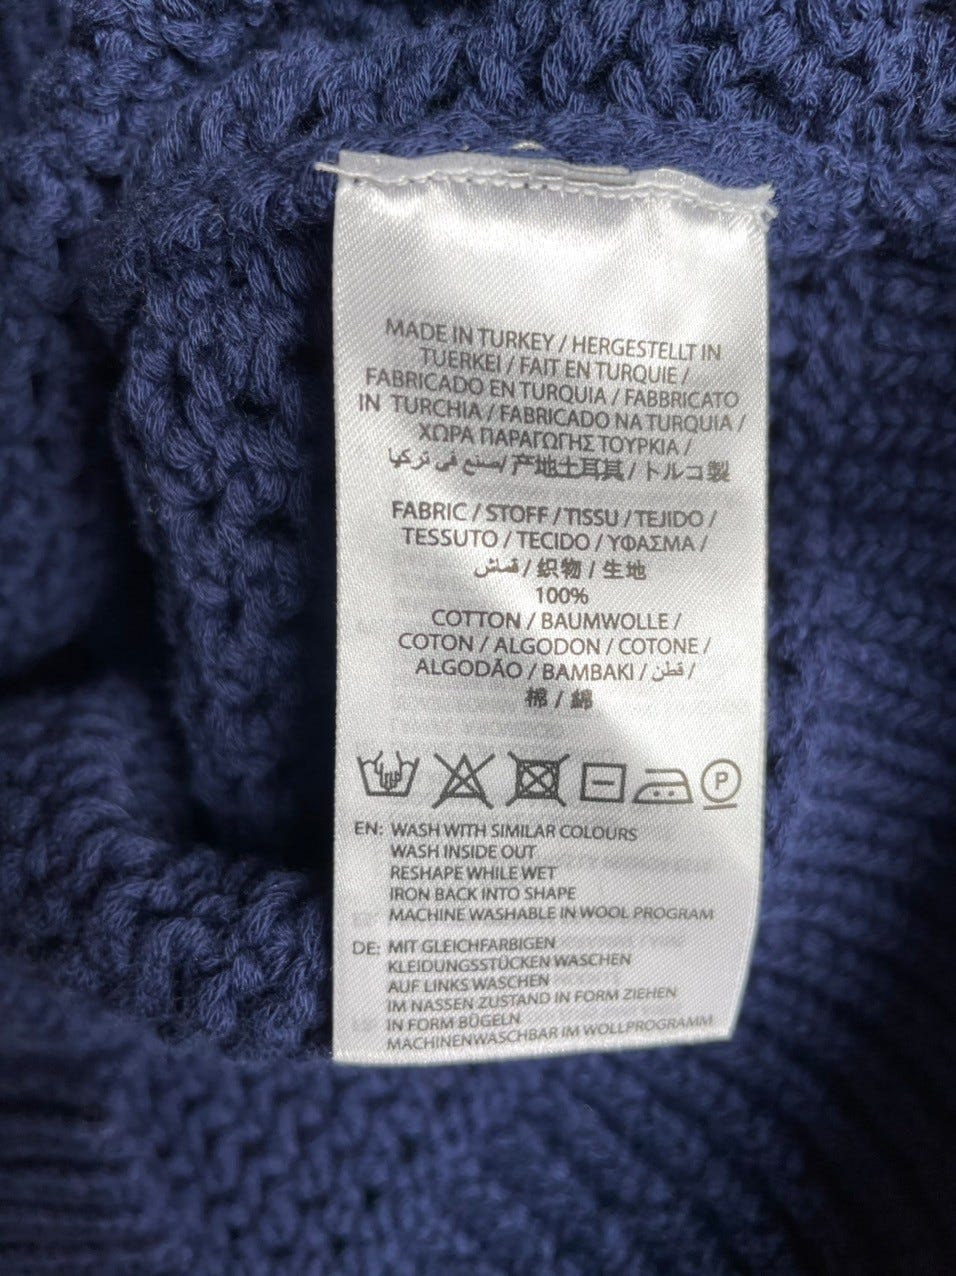 MADE IN TURKEY / HERGESTELLT IN
TUERKEI / FAIT EN TURQUIE /
FABRICADO EN TURQUIA / FABBRICATO
IN TURCHIA / FABRICADO NA TURQUIA /
ΧΩΡΑ ΠΑΡΑΓΩΓΗΣ ΤΟΥΡΚΙΑ /
صنع في تركيا/ 产地土耳其 / トルコ製
FABRIC / STOFF / TISSU / TEJIDO /
TESSUTO / TECIDO / ΥΦΑΣΜΑ /
قماش / 织物 / 生地
100%
COTTON / BAUMWOLLE /
COTON / ALGODON / COTONE /
ALGODÃO / BAMBAKI / قطن /
棉 / 綿
P
EN: WASH WITH SIMILAR COLOURS
WASH INSIDE OUT
RESHAPE WHILE WET
IRON BACK INTO SHAPE
MACHINE WASHABLE IN WOOL PROGRAM
DE: MIT GLEICHFARBIGEN
KLEIDUNGSSTÜCKEN WASCHEN
AUF LINKS WASCHEN
IM NASSEN ZUSTAND IN FORM ZIEHEN
IN FORM BÜGELN
MACHINENWASCHBAR IM WOLLPROGRAMM